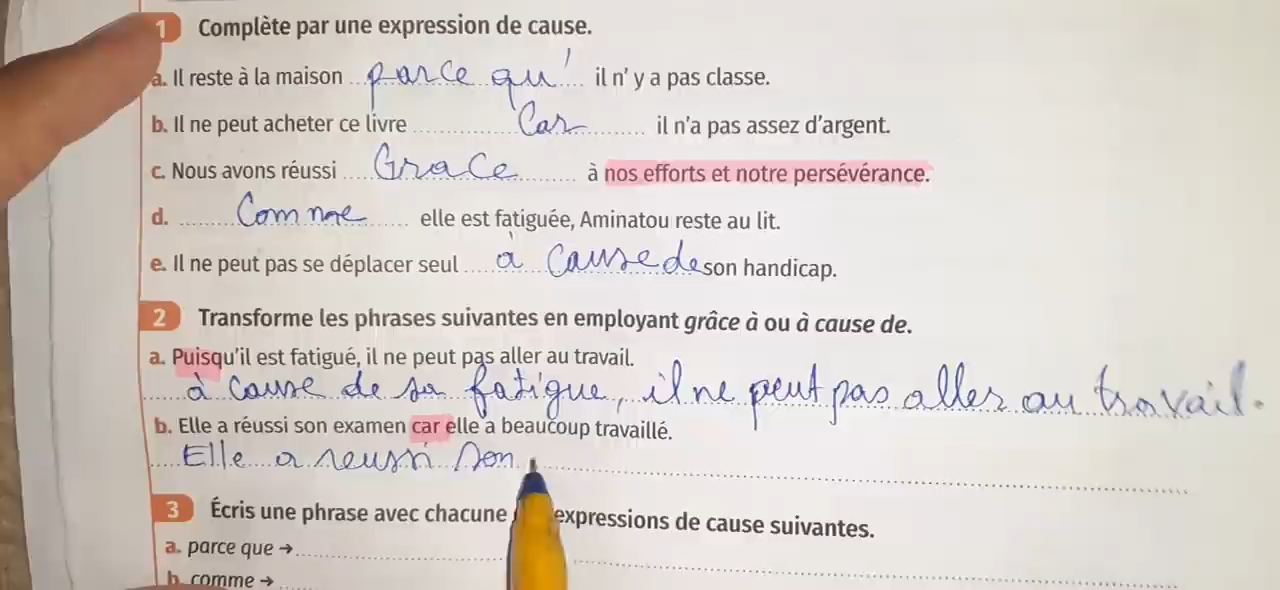 1 Complète par une expression de cause.
a. Il reste à la maison parce qu' il n' y a pas classe.
b. Il ne peut acheter ce livre Car il n'a pas assez d'argent.
c. Nous avons réussi Grace à nos efforts et notre persévérance.
d. Comme elle est fatiguée, Aminatou reste au lit.
e. Il ne peut pas se déplacer seul à cause de son handicap.
2 Transforme les phrases suivantes en employant grâce à ou à cause de.
a. Puisqu'il est fatigué, il ne peut pas aller au travail.
à cause de sa fatigue, il ne peut pas aller au travail.
b. Elle a réussi son examen car elle a beaucoup travaillé.
Elle a reussi son
3 Écris une phrase avec chacune expressions de cause suivantes.
a. parce que →
b. comme →